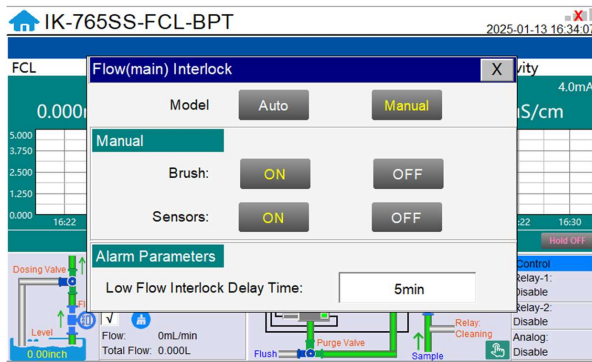 IK-765SS-FCL-BPT
2025-01-13 16:34:07
FCL
Flow(main) Interlock
X
vity
4.0mA
0.000
S/cm
Model
Auto
Manual
5.000
3.750
2.500
1.250
0.000
16:22
:22
16:30
Manual
Brush:
ON
OFF
Sensors:
ON
OFF
Hold OFF
Alarm Parameters
Low Flow Interlock Delay Time:
5min
Dosing Valve
Level
0.00inch
Flow: 0mL/min
Total Flow: 0.000L
Flush
Purge Valve
Sample
Relay:
Cleaning
Control
Relay-1:
Disable
Relay-2:
Disable
Analog:
Disable